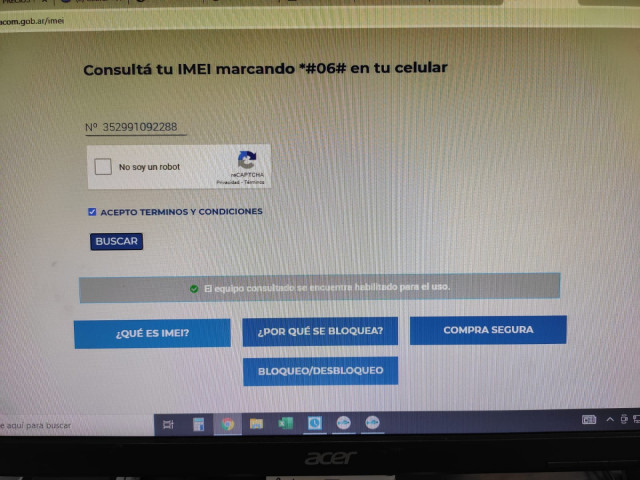 acom.gob.ar/imei
Consultá tu IMEI marcando *#06# en tu celular
Nº 352991092288
No soy un robot
reCAPTCHA
Privacidad - Términos
ACEPTO TERMINOS Y CONDICIONES
BUSCAR
El equipo consultado se encuentra habilitado para el uso.
¿QUÉ ES IMEI?
¿POR QUÉ SE BLOQUEA?
COMPRA SEGURA
BLOQUEO/DESBLOQUEO
e aquí para buscar
acer